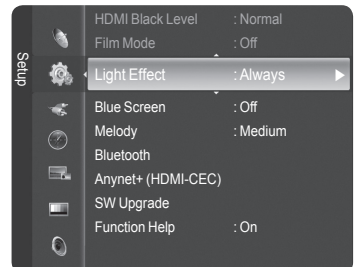 Setup
HDMI Black Level : Normal
Film Mode : Off
Light Effect : Always
Blue Screen : Off
Melody : Medium
Bluetooth
Anynet+ (HDMI-CEC)
SW Upgrade
Function Help : On